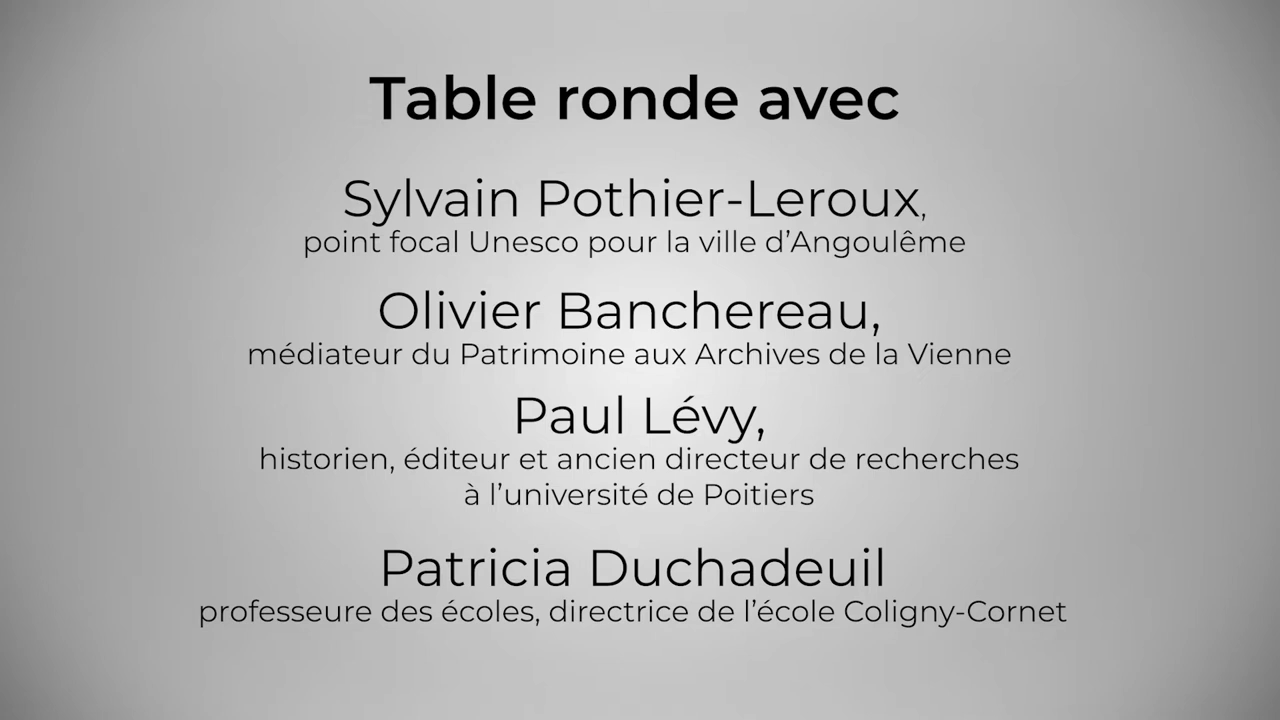 Table ronde avec
Sylvain Pothier-Leroux,
point focal Unesco pour la ville d’Angoulême
Olivier Banchereau,
médiateur du Patrimoine aux Archives de la Vienne
Paul Lévy,
historien, éditeur et ancien directeur de recherches
à l’université de Poitiers
Patricia Duchadeuil
professeure des écoles, directrice de l’école Coligny-Cornet